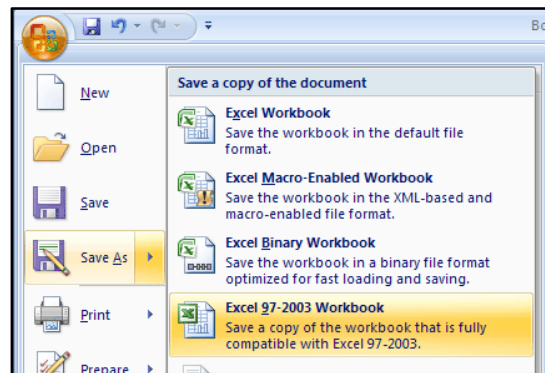 Bo
New
Open
Save
Save As
Print
Prepare
Save a copy of the document
Excel Workbook
Save the workbook in the default file
format.
Excel Macro-Enabled Workbook
Save the workbook in the XML-based and
macro-enabled file format.
Excel Binary Workbook
Save the workbook in a binary file format
optimized for fast loading and saving.
Excel 97-2003 Workbook
Save a copy of the workbook that is fully
compatible with Excel 97-2003.